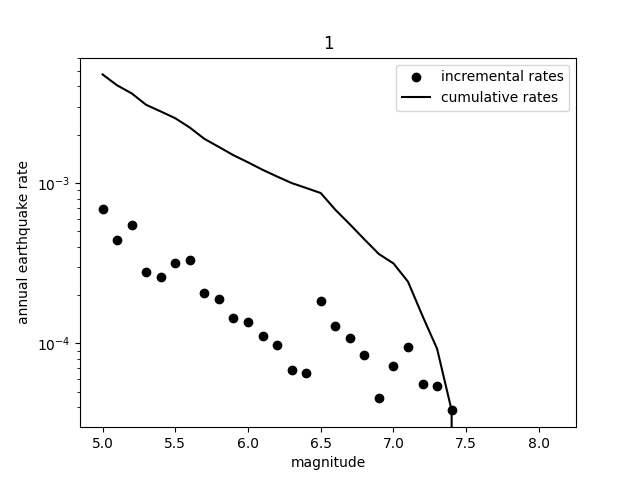 1
incremental rates
cumulative rates
annual earthquake rate
10^{-3}
10^{-4}
5.0 5.5 6.0 6.5 7.0 7.5 8.0
magnitude